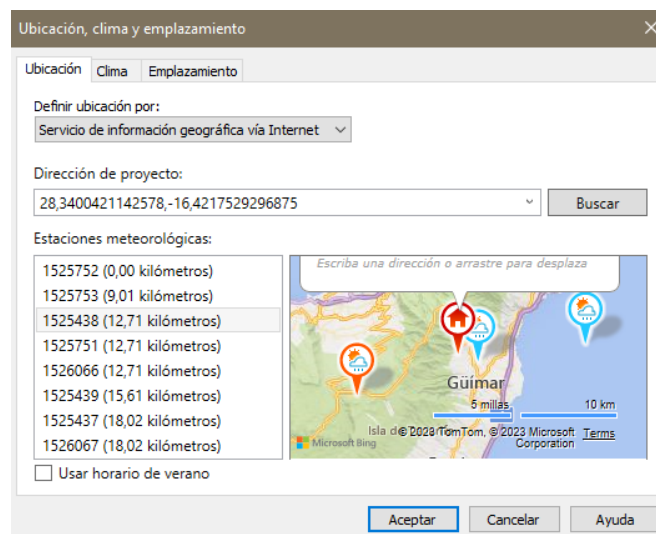 Ubicación, clima y emplazamiento
Ubicación Clima Emplazamiento
Definir ubicación por:
Servicio de información geográfica vía Internet
Dirección de proyecto:
28,3400421142578,-16,4217529296875
Buscar
Estaciones meteorológicas:
1525752 (0,00 kilómetros)
1525753 (9,01 kilómetros)
1525438 (12,71 kilómetros)
1525751 (12,71 kilómetros)
1526066 (12,71 kilómetros)
1525439 (15,61 kilómetros)
1525437 (18,02 kilómetros)
1526067 (18,02 kilómetros)
Escriba una dirección o arrastre para desplaza
Güímar
5 millas 10 km
Isla de
© 2023 TomTom, © 2023 Microsoft Corporation Terms
Microsoft Bing
Usar horario de verano
Aceptar Cancelar Ayuda